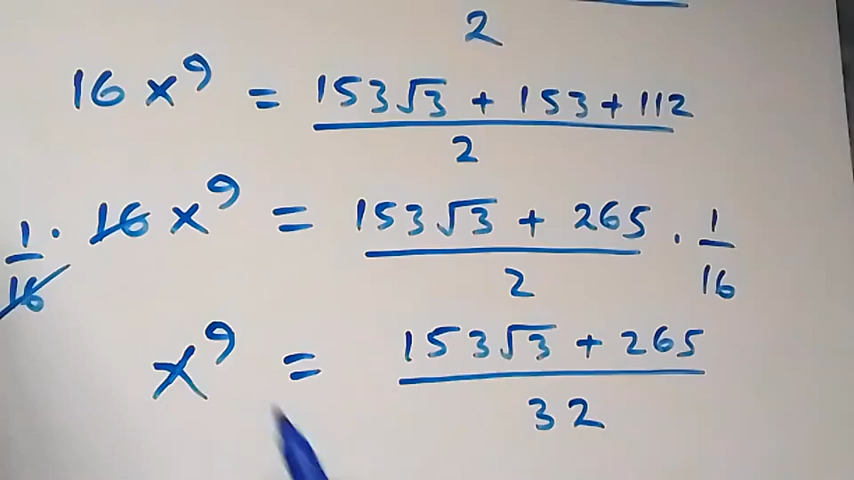 2
16x⁹ = (153√3 + 153 + 112)/2
1/16 · 16x⁹ = (153√3 + 265)/2 · 1/16
x⁹ = (153√3 + 265)/32